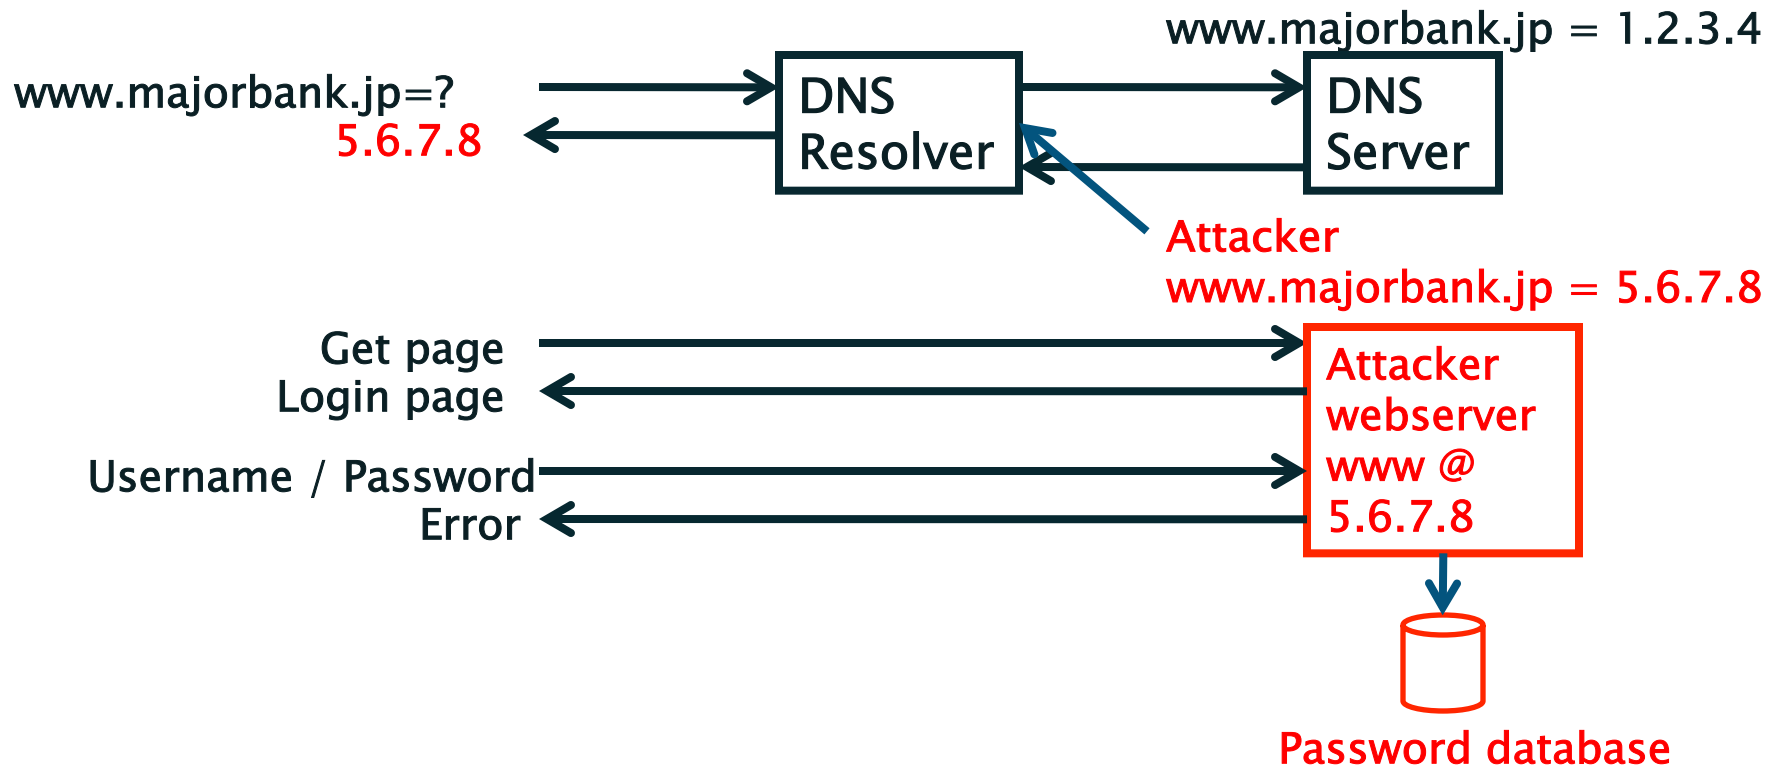 www.majorbank.jp = 1.2.3.4
www.majorbank.jp=?
5.6.7.8
DNS
Resolver
DNS
Server
Attacker
www.majorbank.jp = 5.6.7.8
Get page
Login page
Username / Password
Error
Attacker
webserver
www @
5.6.7.8
Password database